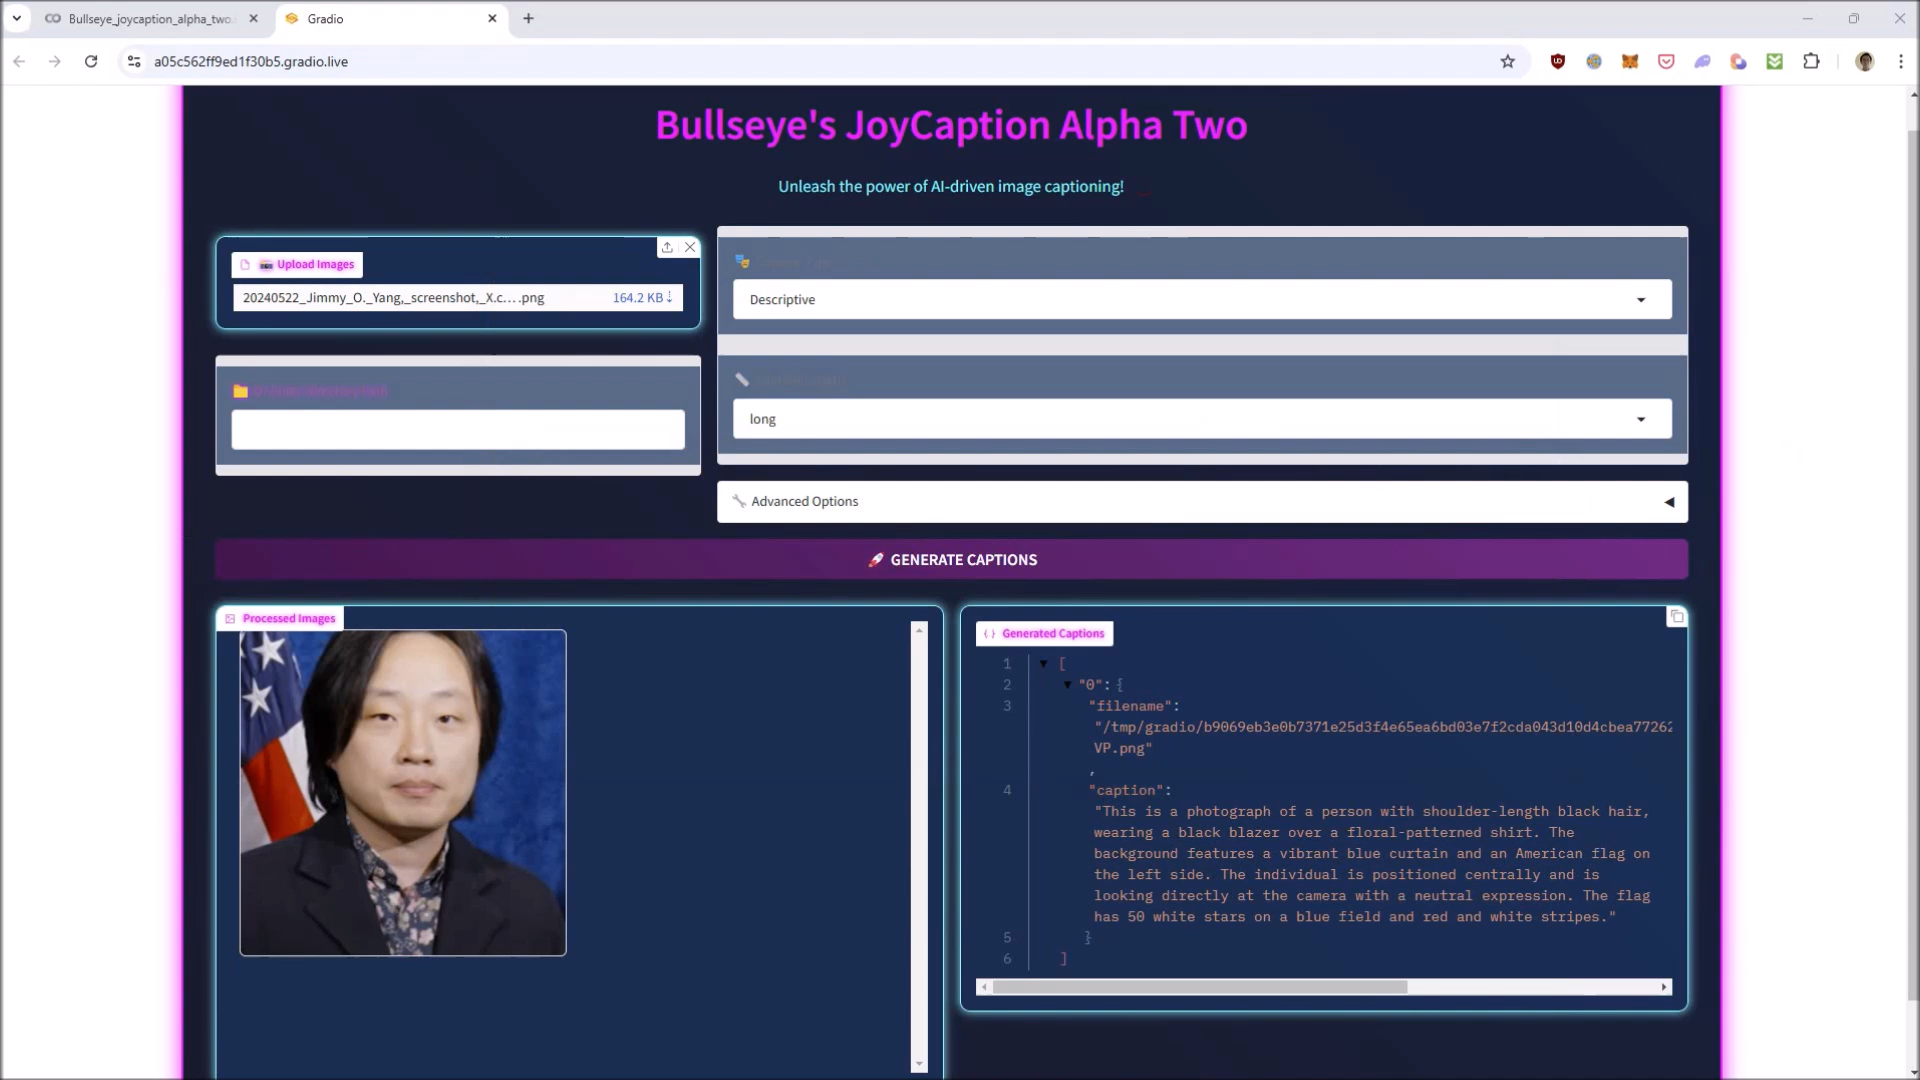 Bullseye_joycaption_alpha_two.
Gradio
a05c562ff9ed1f30b5.gradio.live
Bullseye's JoyCaption Alpha Two
Unleash the power of AI-driven image captioning!
Upload Images
20240522_Jimmy_O._Yang,_screenshot,_X.c....png 164.2 KB ↓
Descriptive
long
Advanced Options
GENERATE CAPTIONS
Processed Images
Generated Captions
1 [
2 "0": {
3 "filename":
"/tmp/gradio/b9069eb3e0b7371e25d3f4e65ea6bd03e7f2cda043d10d4cbea77262
VP.png"
,
4 "caption":
"This is a photograph of a person with shoulder-length black hair,
wearing a black blazer over a floral-patterned shirt. The
background features a vibrant blue curtain and an American flag on
the left side. The individual is positioned centrally and is
looking directly at the camera with a neutral expression. The flag
has 50 white stars on a blue field and red and white stripes."
5 }
6 ]